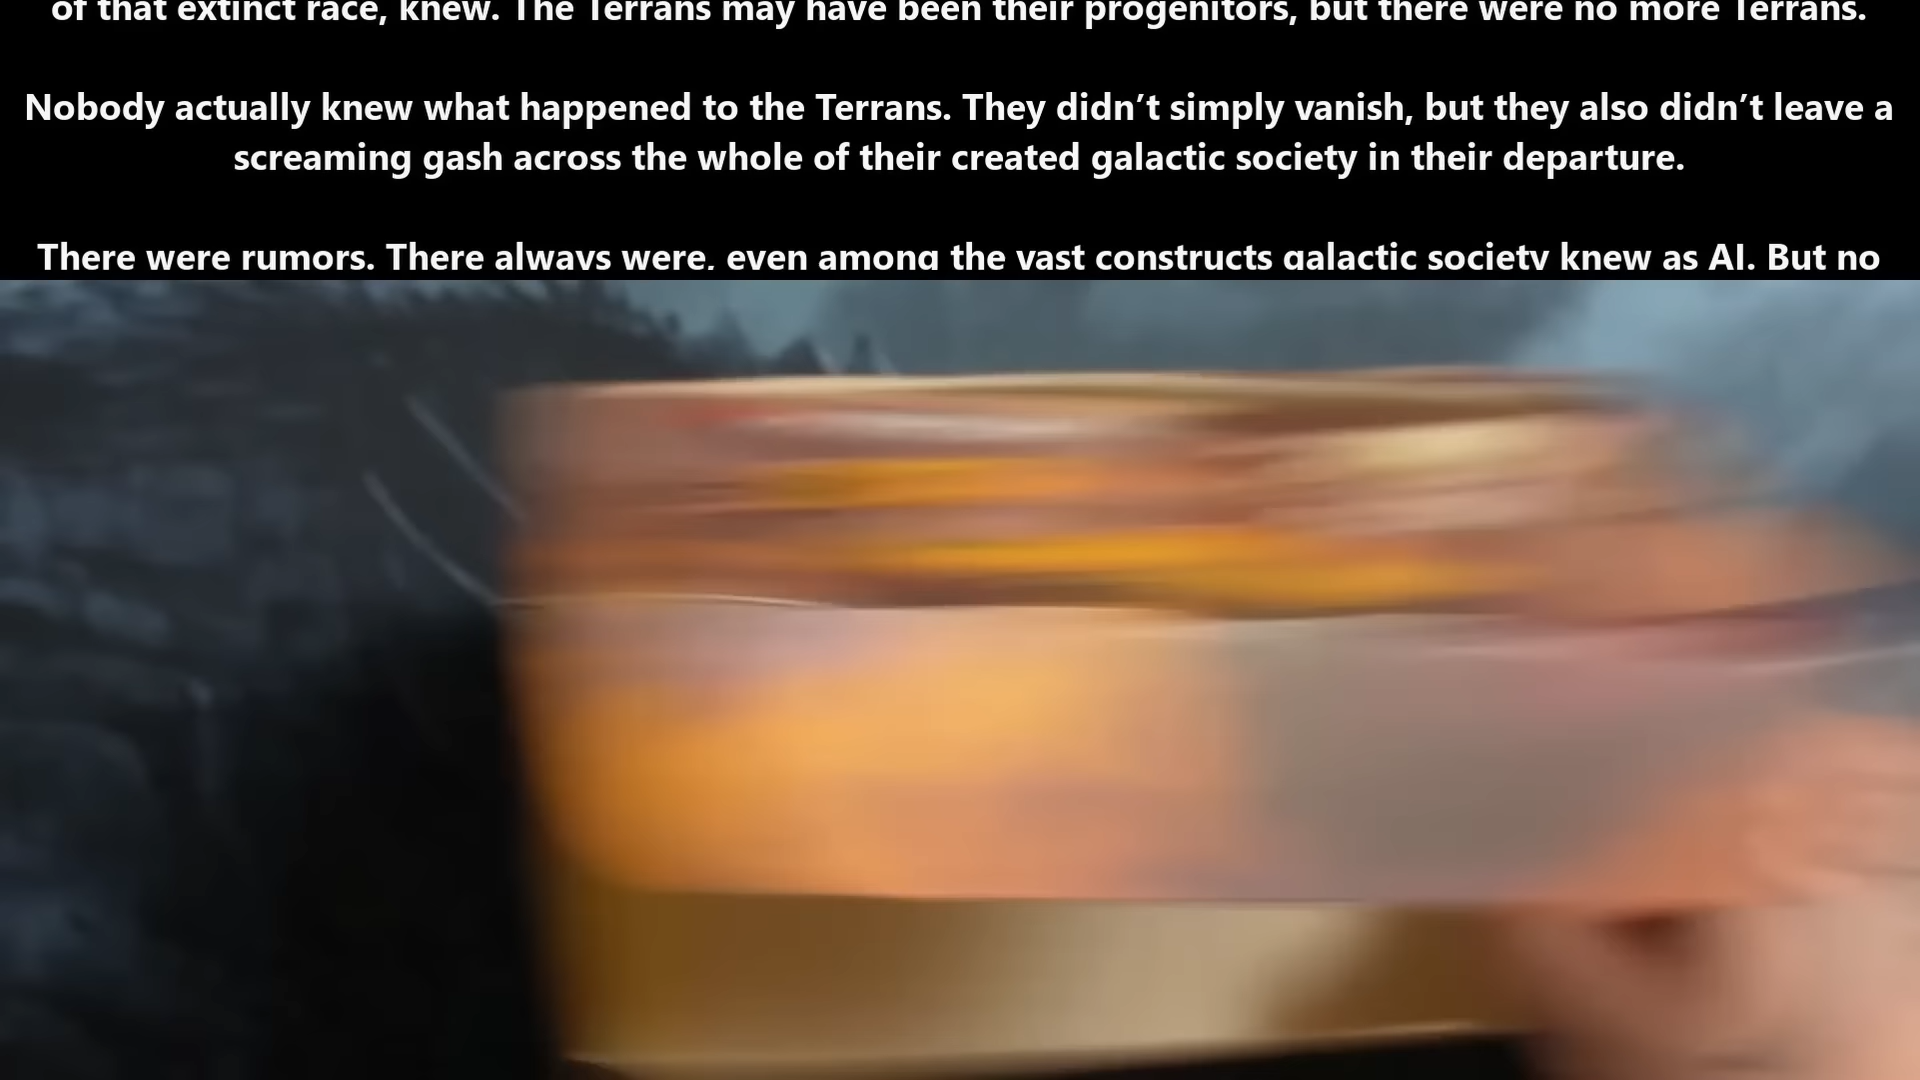 of that extinct race, knew. The Terrans may have been their progenitors, but there were no more Terrans.
Nobody actually knew what happened to the Terrans. They didn’t simply vanish, but they also didn’t leave a
screaming gash across the whole of their created galactic society in their departure.
There were rumors. There always were, even among the vast constructs galactic society knew as AI. But no